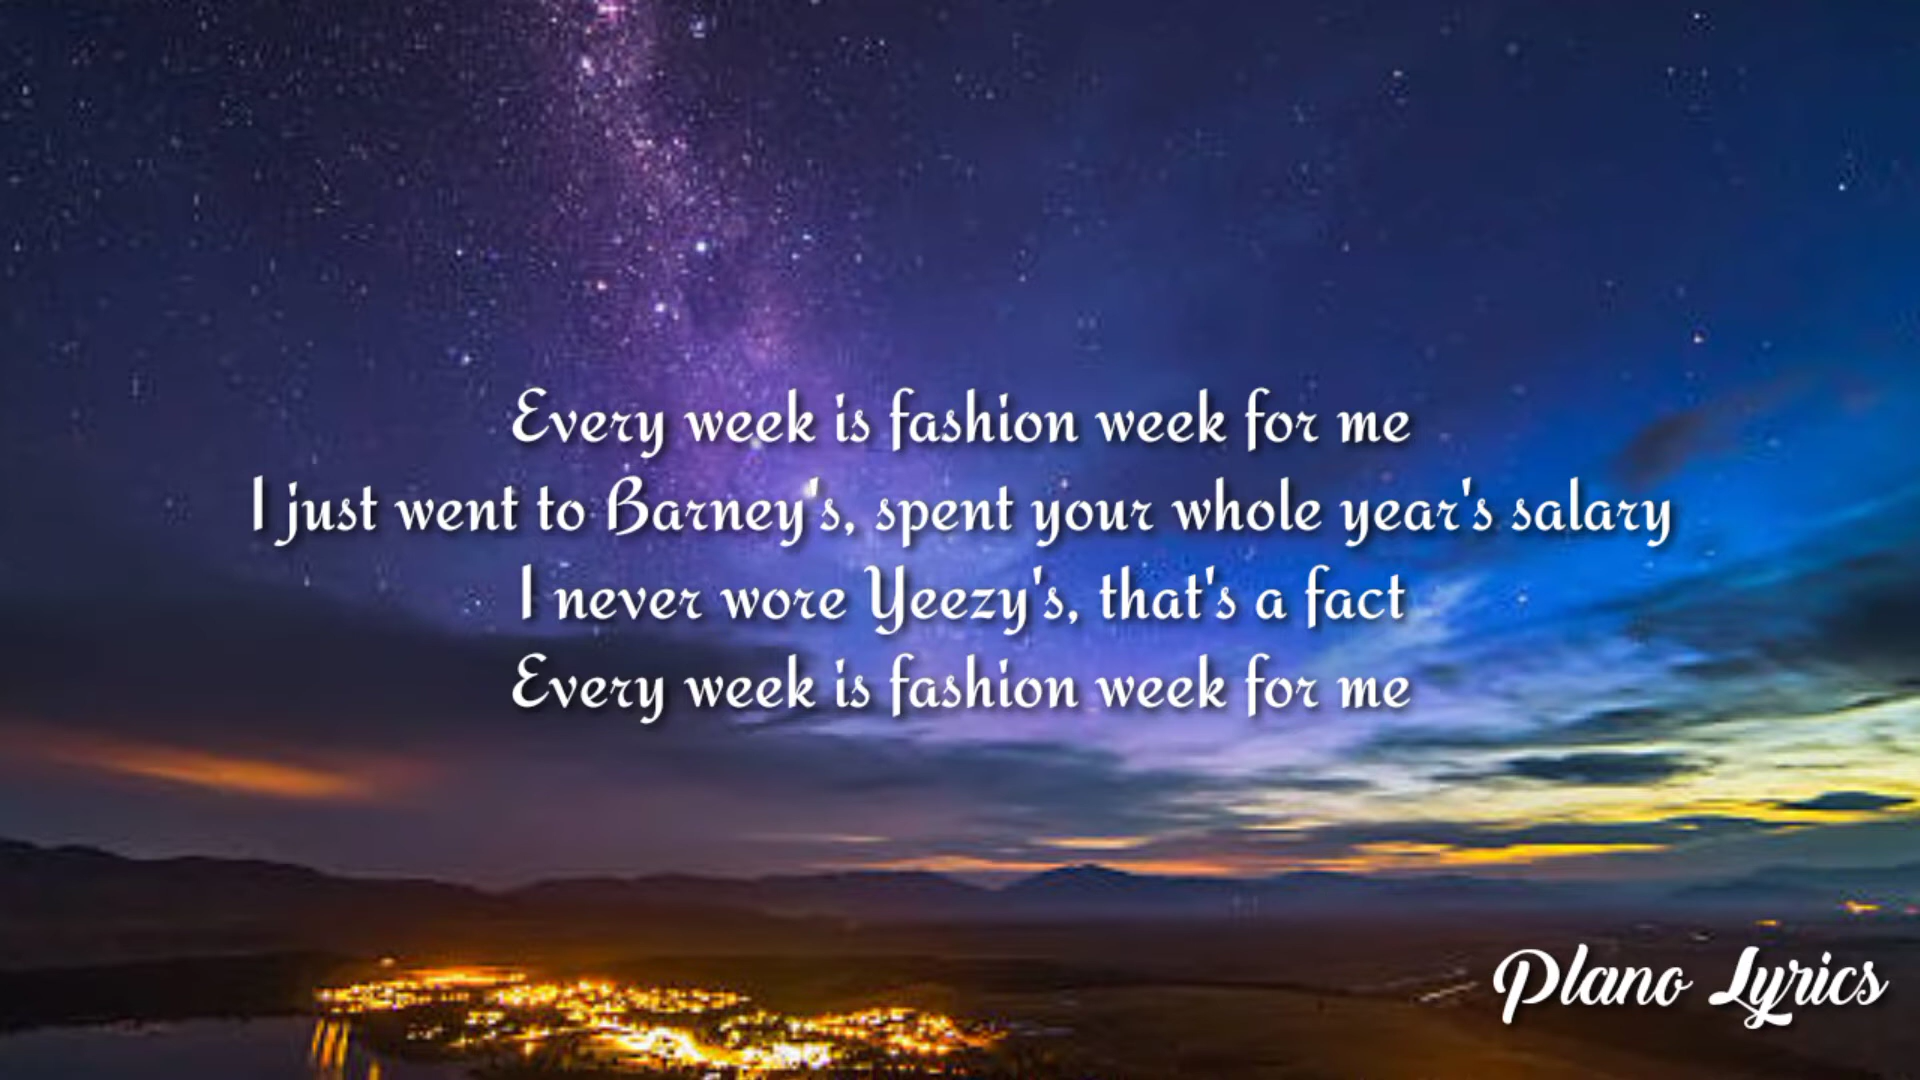 Every week is fashion week for me
I just went to Barney's, spent your whole year's salary
I never wore Yeezy's, that's a fact
Every week is fashion week for me
Plano Lyrics